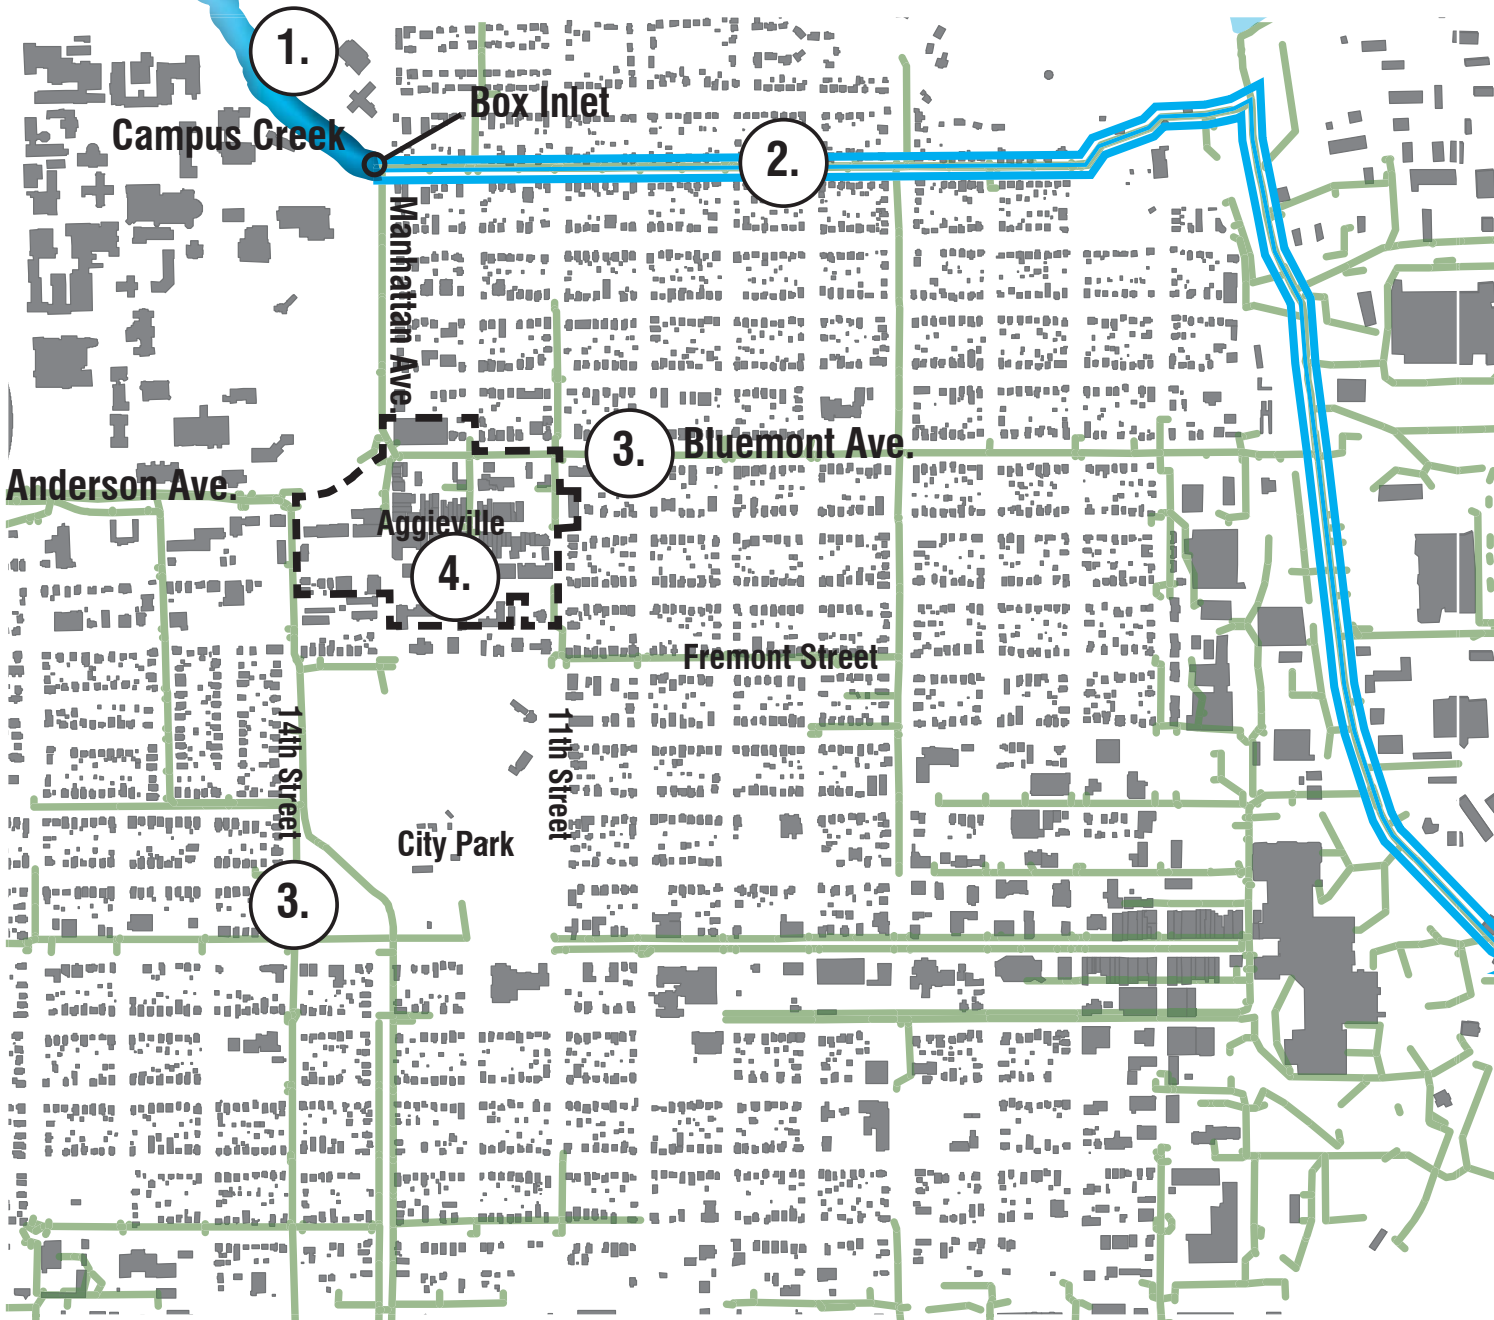 1.
Box Inlet
Campus Creek
2.
Manhattan Ave
3.
Bluemont Ave.
Anderson Ave.
Aggieville
4.
Fremont Street
14th Street
11th Street
City Park
3.